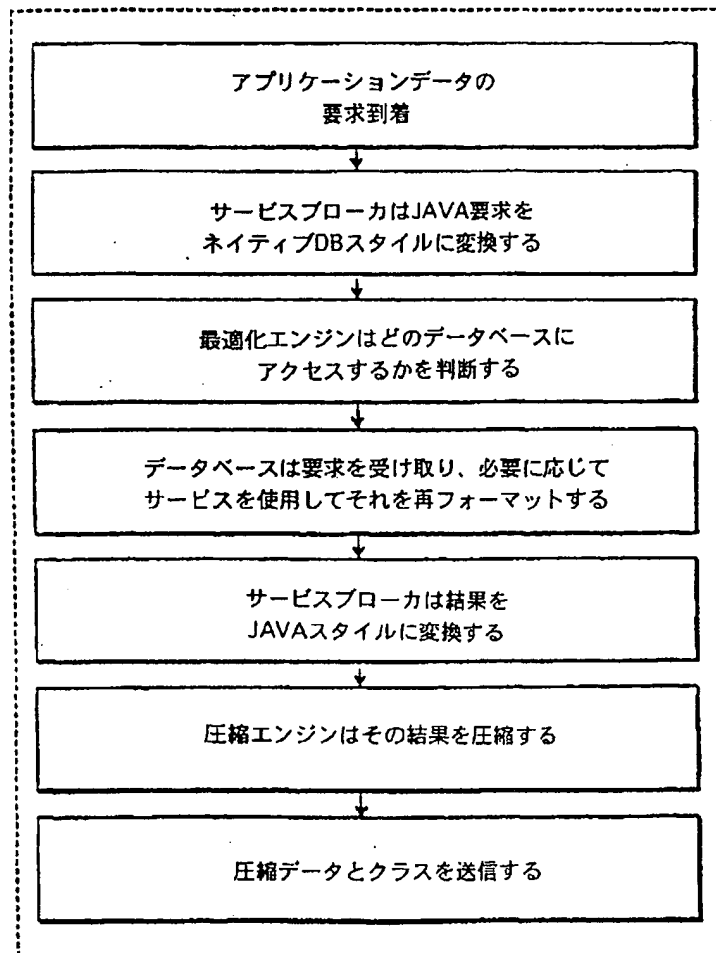 アプリケーションデータの
要求到着
サービスブローカはJAVA要求を
ネイティブDBスタイルに変換する
最適化エンジンはどのデータベースに
アクセスするかを判断する
データベースは要求を受け取り、必要に応じて
サービスを使用してそれを再フォーマットする
サービスブローカは結果を
JAVAスタイルに変換する
圧縮エンジンはその結果を圧縮する
圧縮データとクラスを送信する